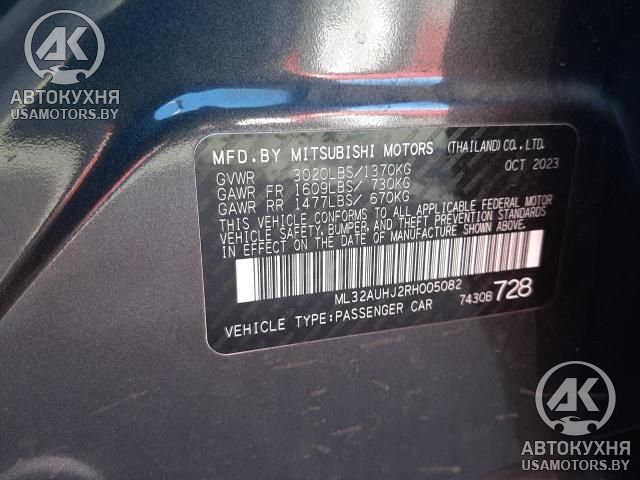 AK
АВТОКУХНЯ
USAMOTORS.BY
MFD.BY MITSUBISHI MOTORS (THAILAND) CO.,LTD.
OCT 2023
GVWR 3020LBS/1370KG
GAWR FR 1609LBS/ 730KG
GAWR RR 1477LBS/ 670KG
THIS VEHICLE CONFORMS TO ALL APPLICABLE FEDERAL MOTOR
VEHICLE SAFETY, BUMPER, AND THEFT PREVENTION STANDARDS
IN EFFECT ON THE DATE OF MANUFACTURE SHOWN ABOVE.
ML32AUHJ2RH005082
7430B 728
VEHICLE TYPE:PASSENGER CAR
AK
АВТОКУХНЯ
USAMOTORS.BY